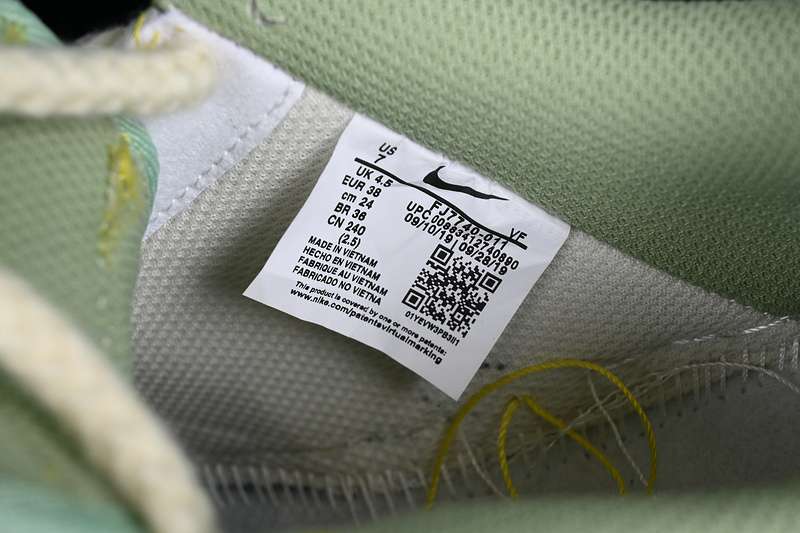 US
7
UK 4.5
EUR 38
cm 24
BR 36
CN 240
(2.5)
FJ7740-011 VF
UPC 00883412740890
09/10/19 | 09/28/19
MADE IN VIETNAM
HECHO EN VIETNAM
FABRIQUE AU VIETNAM
FABRICADO NO VIETNA
01YEVW3PB3II1
This product is covered by one or more patents:
www.nike.com/patentsvirtualmarking